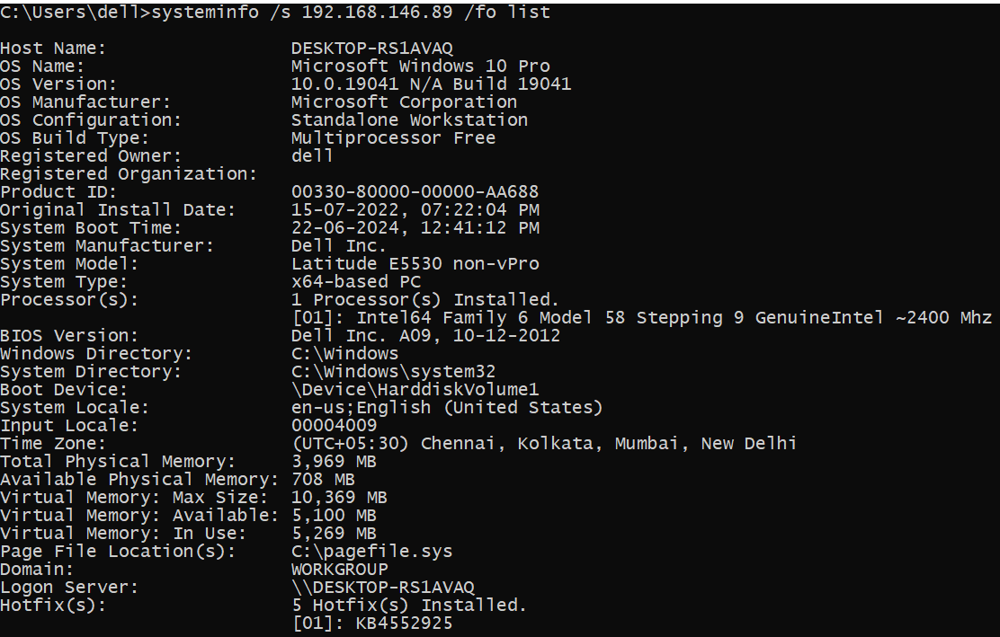 C:\Users\dell>systeminfo /s 192.168.146.89 /fo list
Host Name: DESKTOP-RS1AVAQ
OS Name: Microsoft Windows 10 Pro
OS Version: 10.0.19041 N/A Build 19041
OS Manufacturer: Microsoft Corporation
OS Configuration: Standalone Workstation
OS Build Type: Multiprocessor Free
Registered Owner: dell
Registered Organization:
Product ID: 00330-80000-00000-AA688
Original Install Date: 15-07-2022, 07:22:04 PM
System Boot Time: 22-06-2024, 12:41:12 PM
System Manufacturer: Dell Inc.
System Model: Latitude E5530 non-vPro
System Type: x64-based PC
Processor(s): 1 Processor(s) Installed.
[01]: Intel64 Family 6 Model 58 Stepping 9 GenuineIntel ~2400 Mhz
BIOS Version: Dell Inc. A09, 10-12-2012
Windows Directory: C:\Windows
System Directory: C:\Windows\system32
Boot Device: \Device\HarddiskVolume1
System Locale: en-us;English (United States)
Input Locale: 00004009
Time Zone: (UTC+05:30) Chennai, Kolkata, Mumbai, New Delhi
Total Physical Memory: 3,969 MB
Available Physical Memory: 708 MB
Virtual Memory: Max Size: 10,369 MB
Virtual Memory: Available: 5,100 MB
Virtual Memory: In Use: 5,269 MB
Page File Location(s): C:\pagefile.sys
Domain: WORKGROUP
Logon Server: \\DESKTOP-RS1AVAQ
Hotfix(s): 5 Hotfix(s) Installed.
[01]: KB4552925